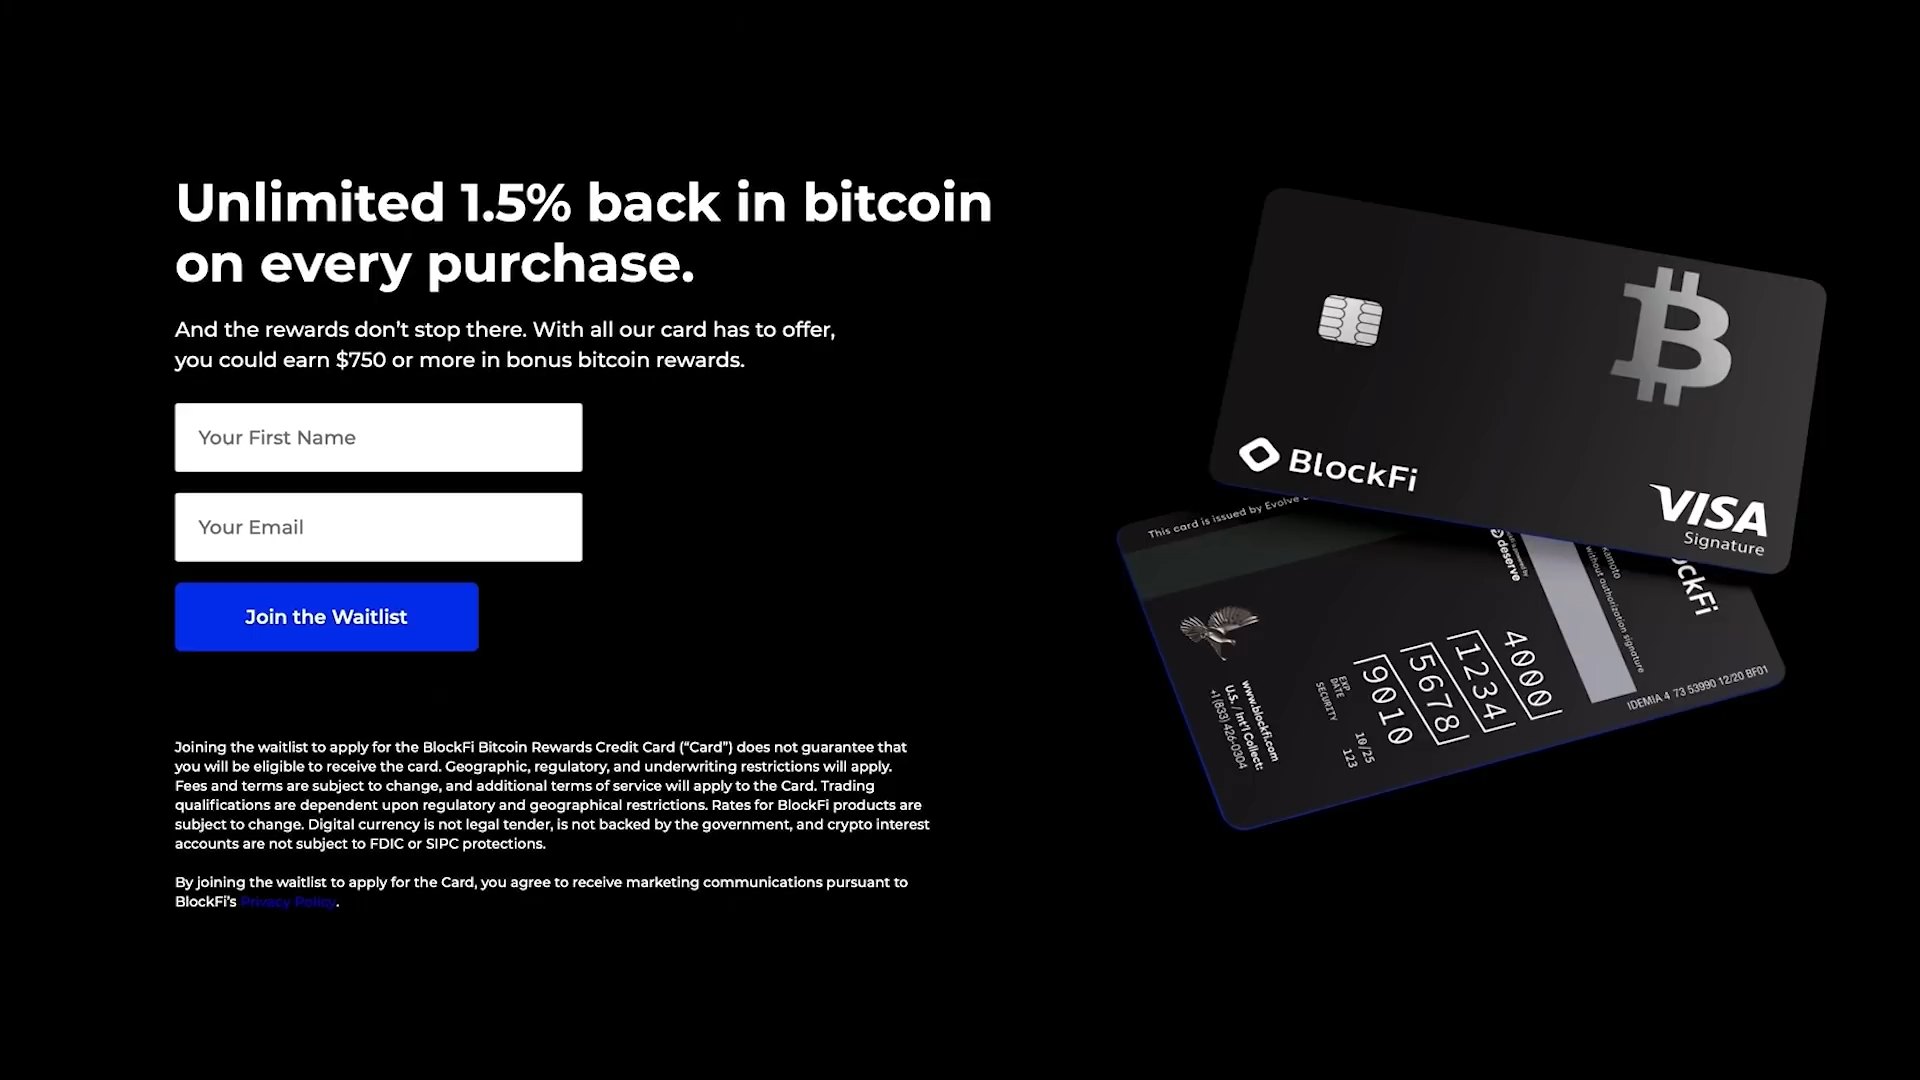 Unlimited 1.5% back in bitcoin
on every purchase.
And the rewards don’t stop there. With all our card has to offer,
you could earn $750 or more in bonus bitcoin rewards.
Your First Name
Your Email
Join the Waitlist
Joining the waitlist to apply for the BlockFi Bitcoin Rewards Credit Card (“Card”) does not guarantee that
you will be eligible to receive the card. Geographic, regulatory, and underwriting restrictions will apply.
Fees and terms are subject to change, and additional terms of service will apply to the Card. Trading
qualifications are dependent upon regulatory and geographical restrictions. Rates for BlockFi products are
subject to change. Digital currency is not legal tender, is not backed by the government, and crypto interest
accounts are not subject to FDIC or SIPC protections.
By joining the waitlist to apply for the Card, you agree to receive marketing communications pursuant to
BlockFi’s Privacy Policy.
BlockFi
VISA
Signature
This card is issued by Evolve
deserve
without authorization signature
ckFi
4000
1234
5678
9010
EXP
DATE
10/25
SECURITY
123
www.blockfi.com
U.S. / Int'l Collect:
+1 (833) 426-0304
IDEMIA 4 73 53990 12/20 BF01